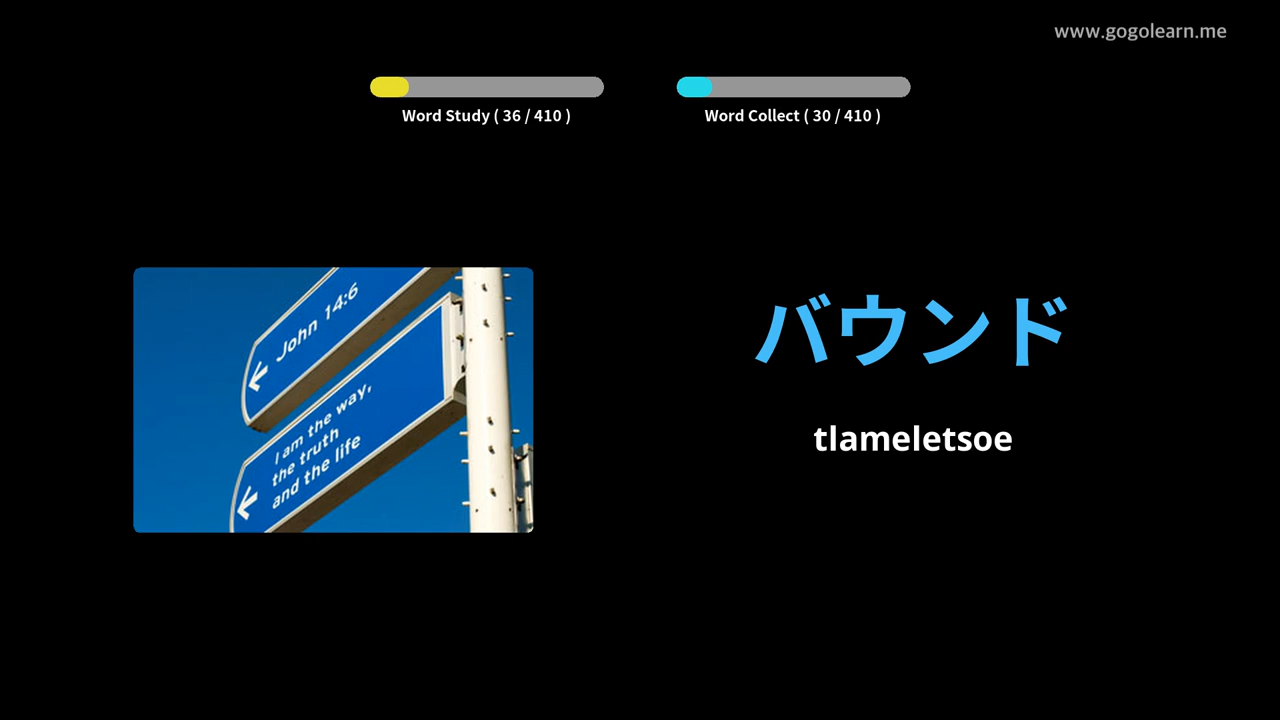 www.gogolearn.me
Word Study ( 36 / 410 )
Word Collect ( 30 / 410 )
John 14:6
I am the way,
the truth
and the life
バウンド
tlameletsoe